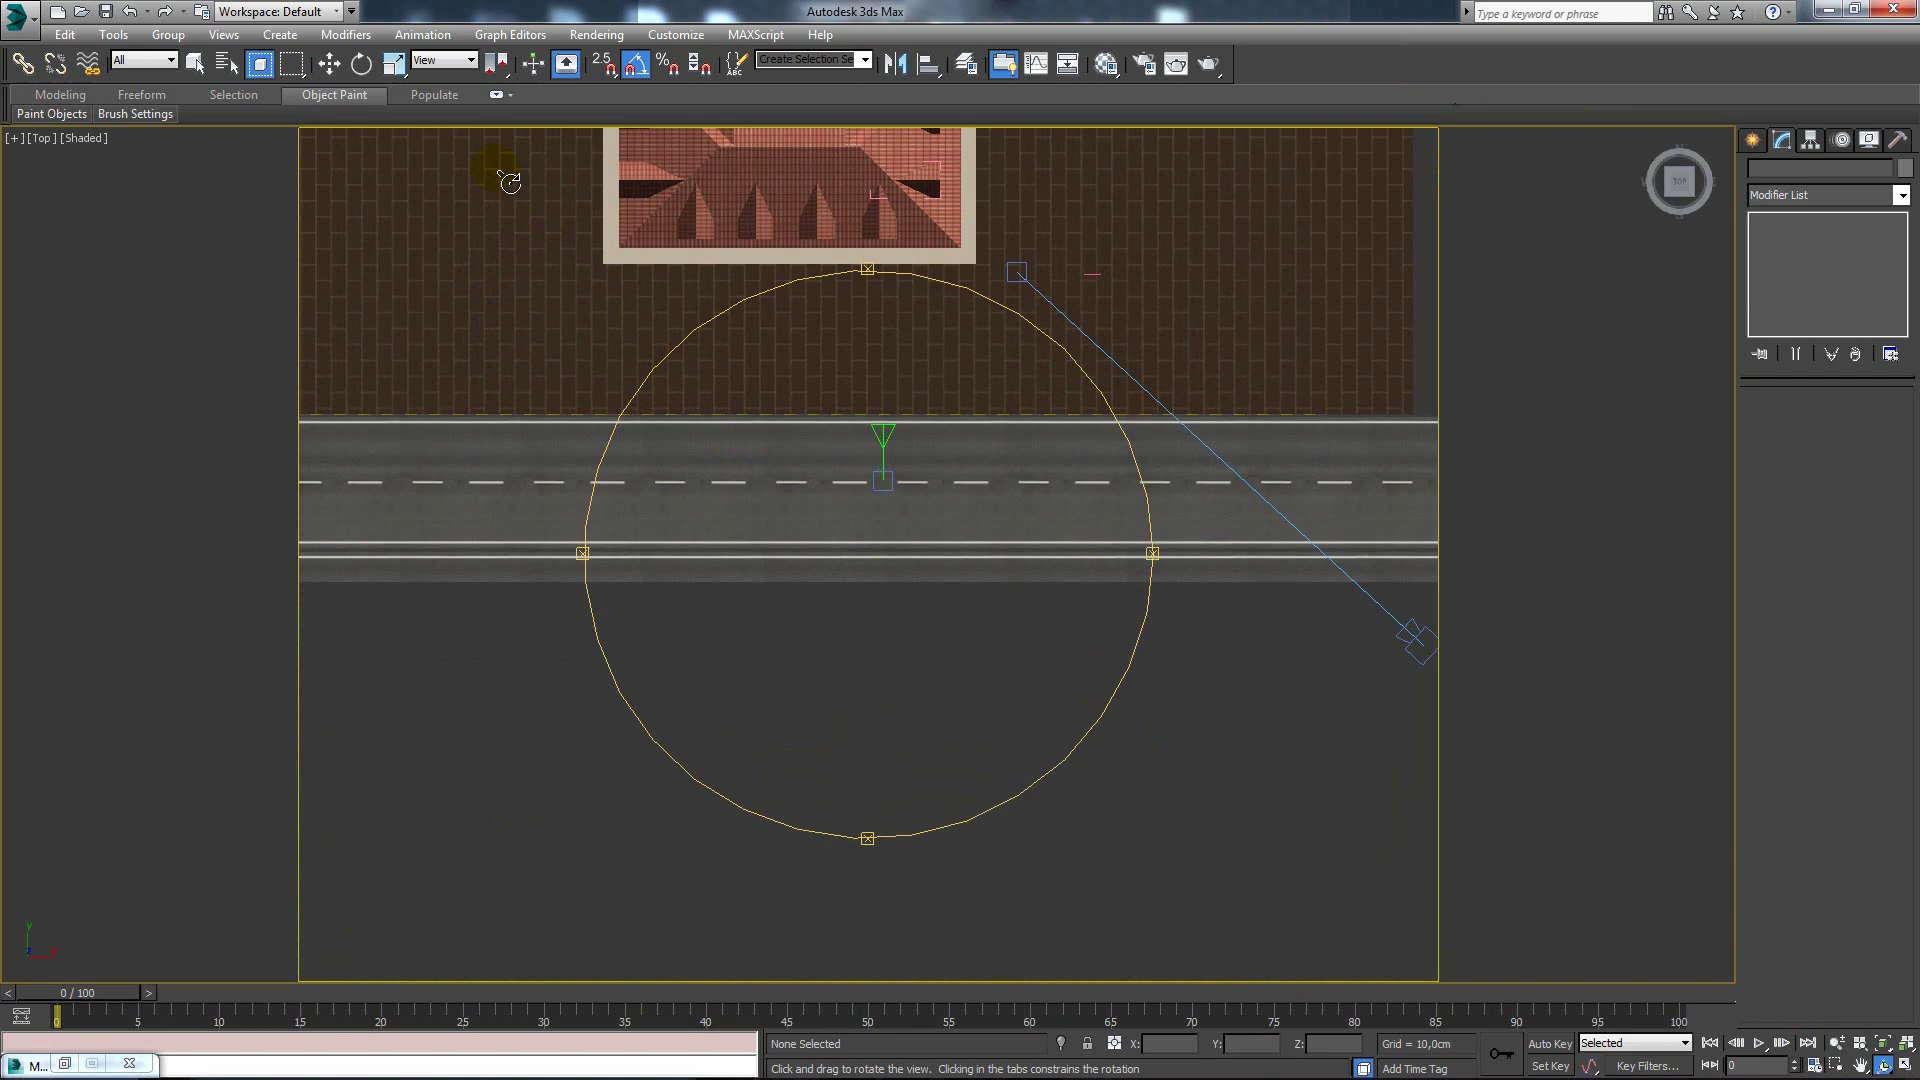 Workspace: Default
Autodesk 3ds Max
Type a keyword or phrase
Edit Tools Group Views Create Modifiers Animation Graph Editors Rendering Customize MAXScript Help
All View 2.5 Create Selection Se
Modeling Freeform Selection Object Paint Populate
Paint Objects Brush Settings
[+] [Top] [Shaded]
TOP
Modifier List
y
x
z
< 0 / 100 >
0 5 10 15 20 25 30 35 40 45 50 55 60 65 70 75 80 85 90 95 100
None Selected X: Y: Z: Grid = 10,0cm Auto Key Selected
M...
Click and drag to rotate the view. Clicking in the tabs constrains the rotation Add Time Tag Set Key Key Filters... 0